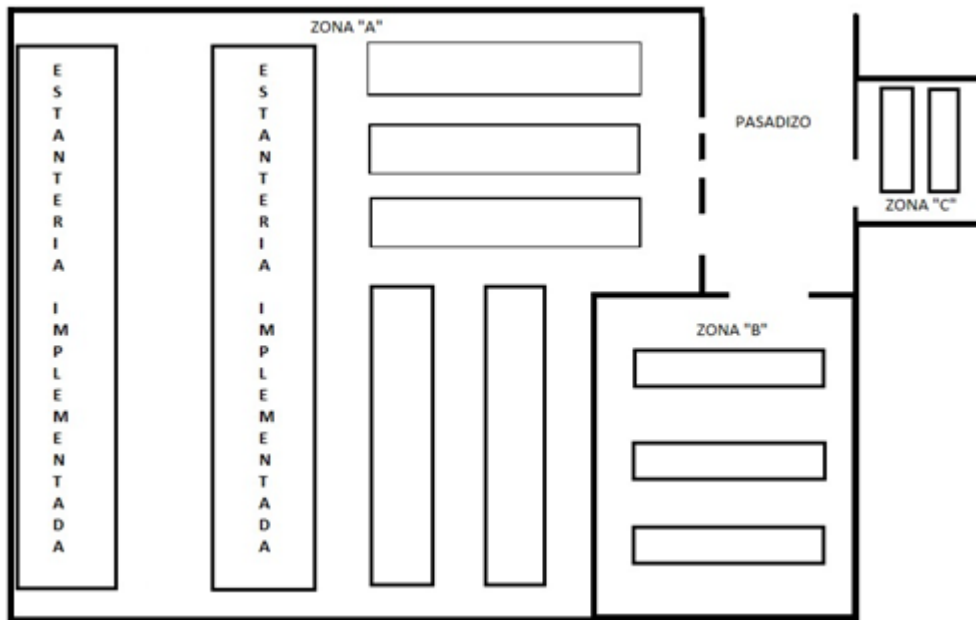 ZONA "A"
ESTANTERIA IMPLEMENTADA
ESTANTERIA IMPLEMENTADA
PASADIZO
ZONA "C"
ZONA "B"